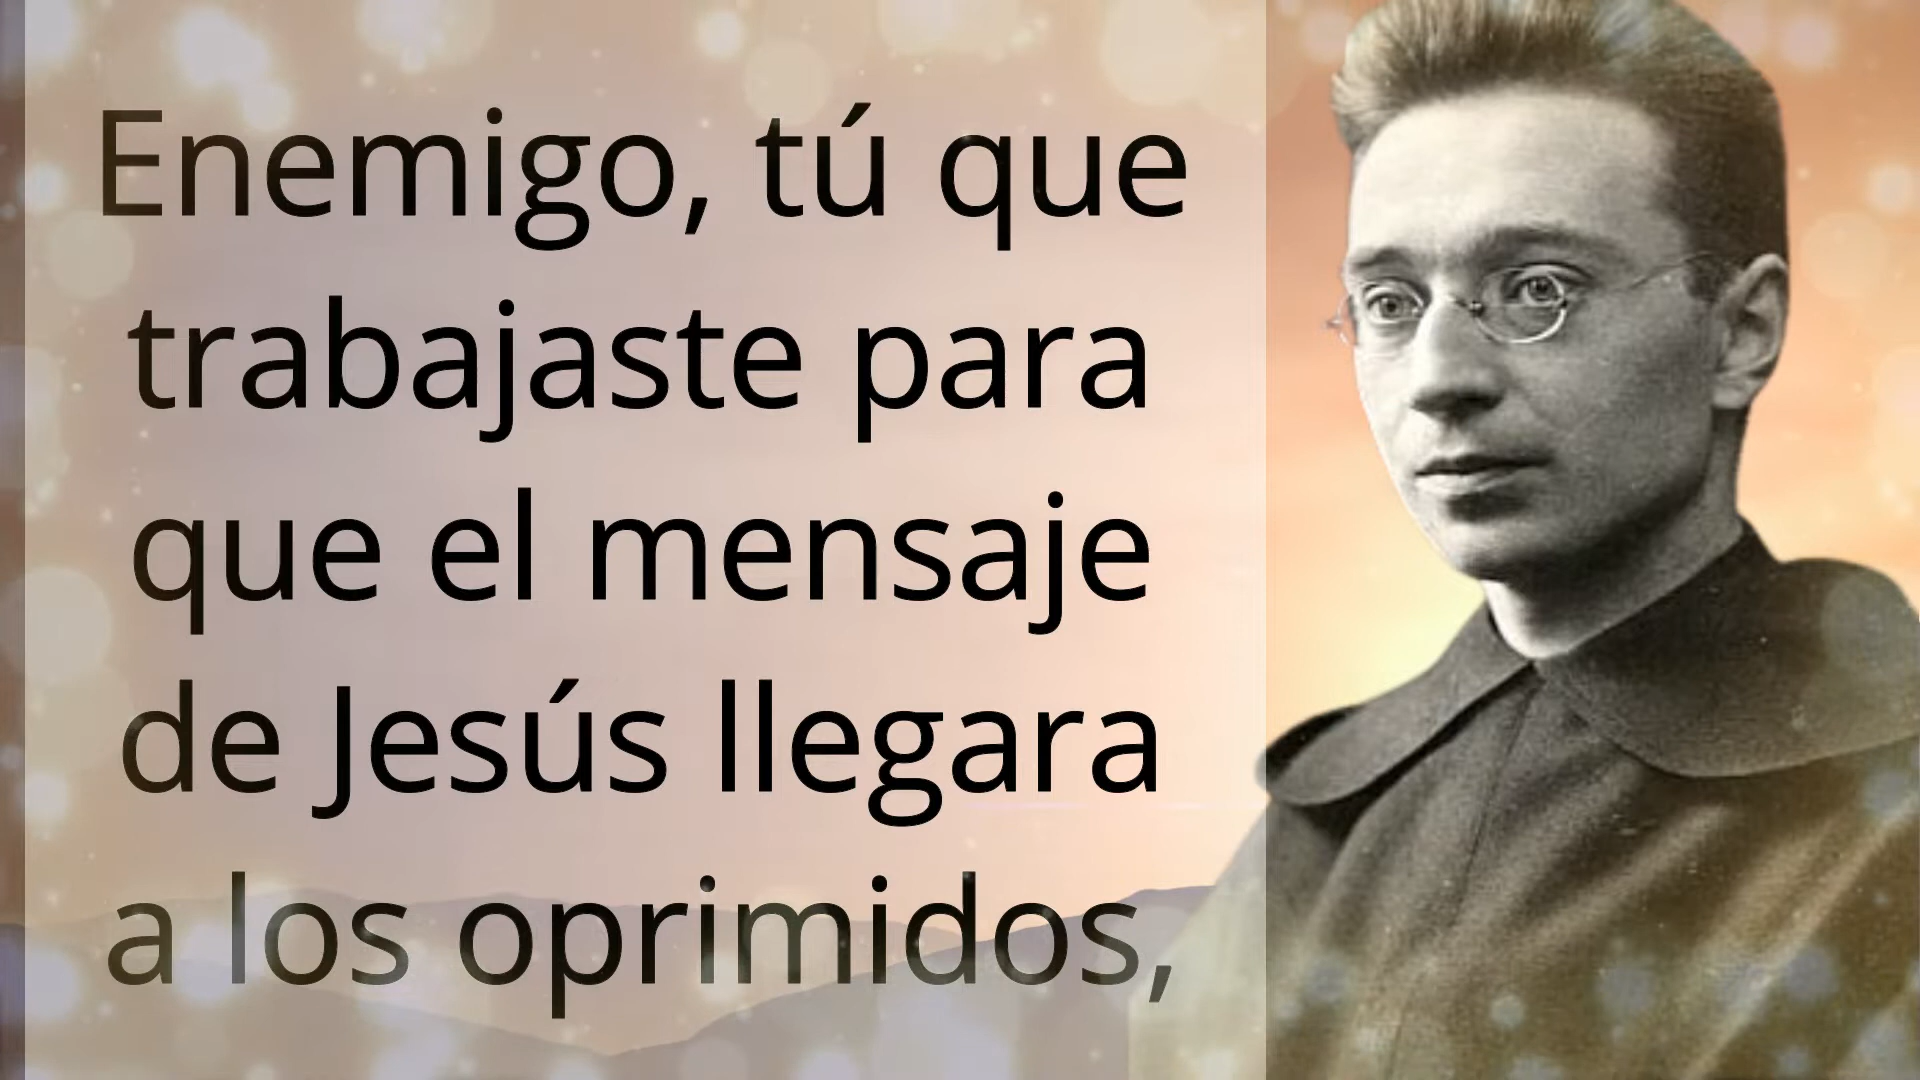 Enemigo, tú que
trabajaste para
que el mensaje
de Jesús llegara
a los oprimidos,